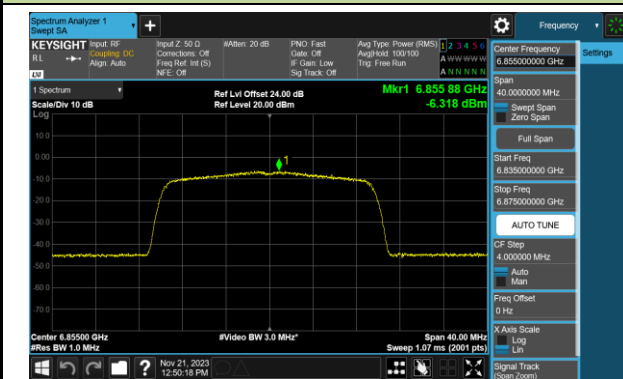 Spectrum Analyzer 1
Swept SA
Frequency
KEYSIGHT
Input: RF
Input Z: 50 Ω
#Atten: 20 dB
PNO: Fast
Avg Type: Power (RMS)
1 2 3 4 5 6
R L
Coupling: DC
Corrections: Off
Gate: Off
Avg|Hold: 100/100
A W W W W W
Align: Auto
Freq Ref: Int (S)
IF Gain: Low
Trig: Free Run
LNI
NFE: Off
Sig Track: Off
A N N N N N
1 Spectrum
Scale/Div 10 dB
Ref Lvl Offset 24.00 dB
Ref Level 20.00 dBm
Mkr1 6.855 88 GHz
-6.318 dBm
Log
10.0
0.00
-10.0
-20.0
-30.0
-40.0
-50.0
-60.0
-70.0
1
Center 6.85500 GHz
#Video BW 3.0 MHz*
Span 40.00 MHz
#Res BW 1.0 MHz
Sweep 1.07 ms (2001 pts)
Nov 21, 2023
12:50:18 PM
Center Frequency
6.855000000 GHz
Settings
Span
40.0000000 MHz
Swept Span
Zero Span
Full Span
Start Freq
6.835000000 GHz
Stop Freq
6.875000000 GHz
AUTO TUNE
CF Step
4.000000 MHz
Auto
Man
Freq Offset
0 Hz
X Axis Scale
Log
Lin
Signal Track
(Span Zoom)